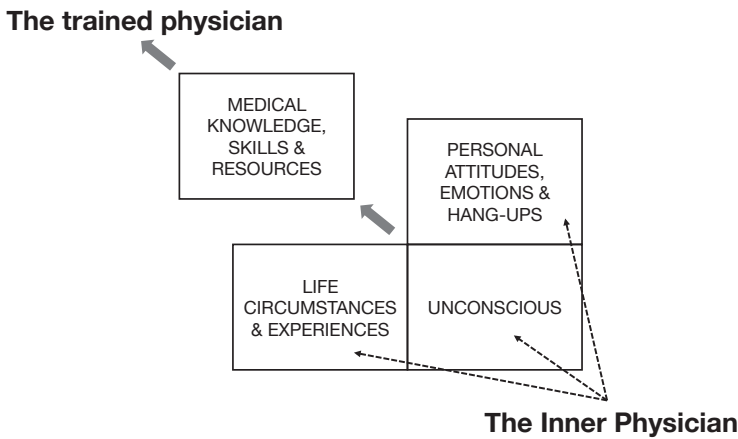 The trained physician
MEDICAL
KNOWLEDGE,
SKILLS &
RESOURCES
PERSONAL
ATTITUDES,
EMOTIONS &
HANG-UPS
LIFE
CIRCUMSTANCES
& EXPERIENCES
UNCONSCIOUS
The Inner Physician